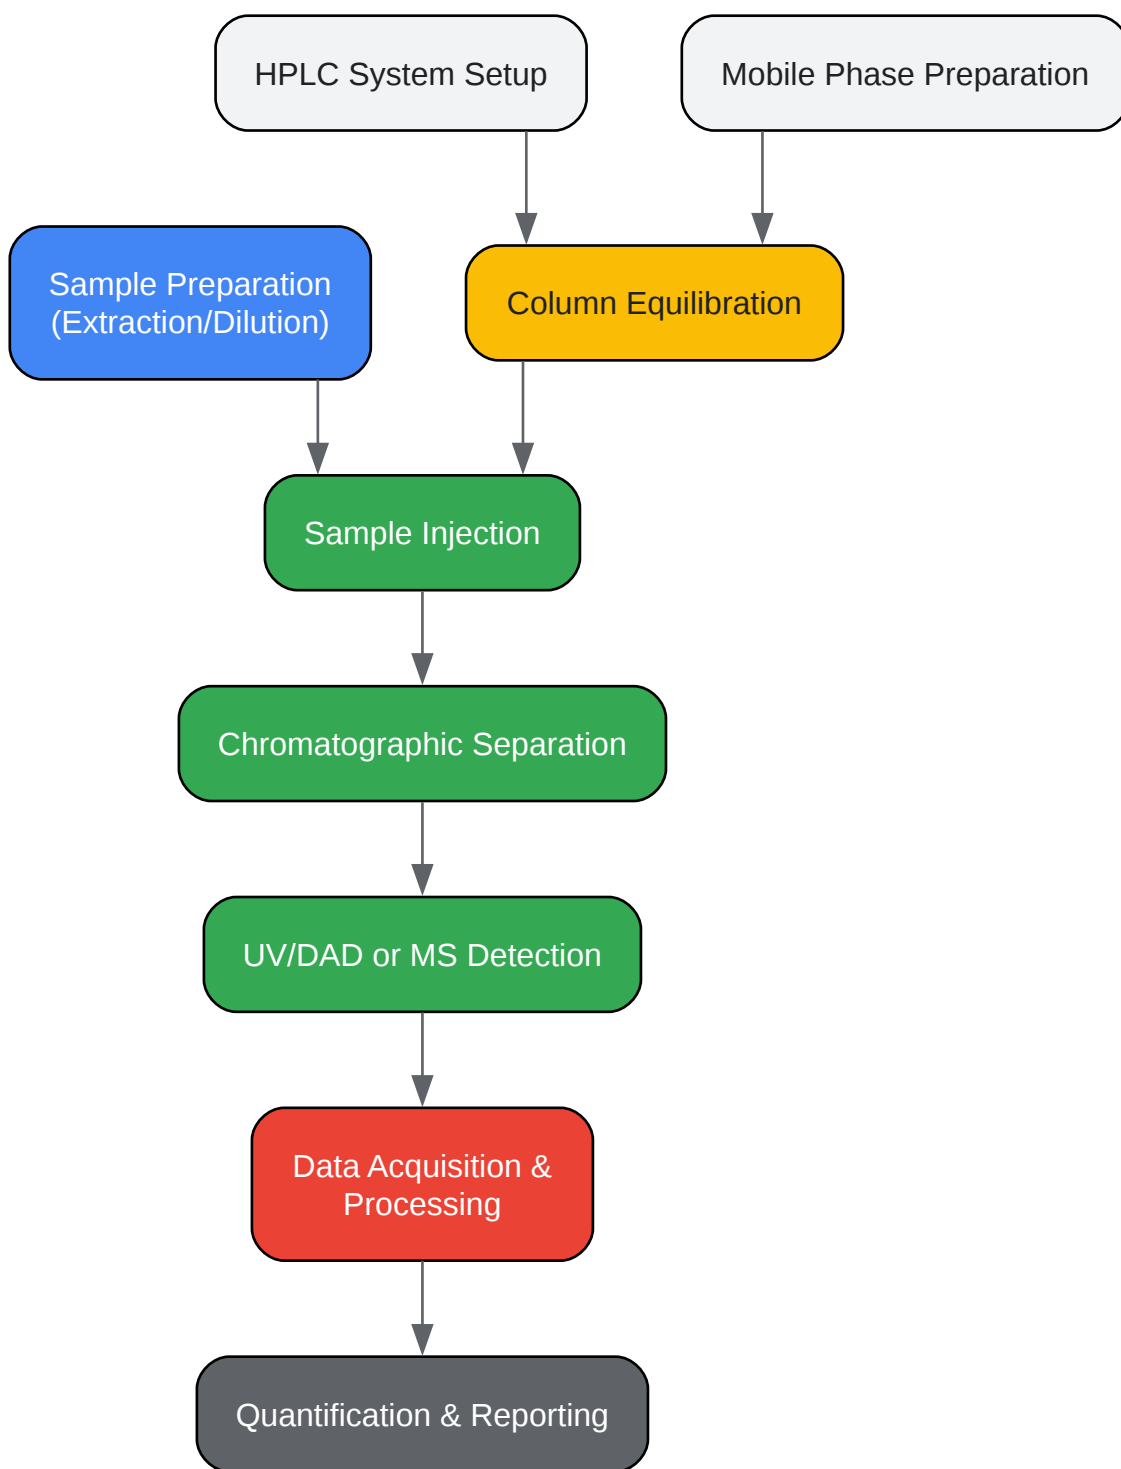 HPLC System Setup
Mobile Phase Preparation
Sample Preparation
(Extraction/Dilution)
Column Equilibration
Sample Injection
Chromatographic Separation
UV/DAD or MS Detection
Data Acquisition &
Processing
Quantification & Reporting